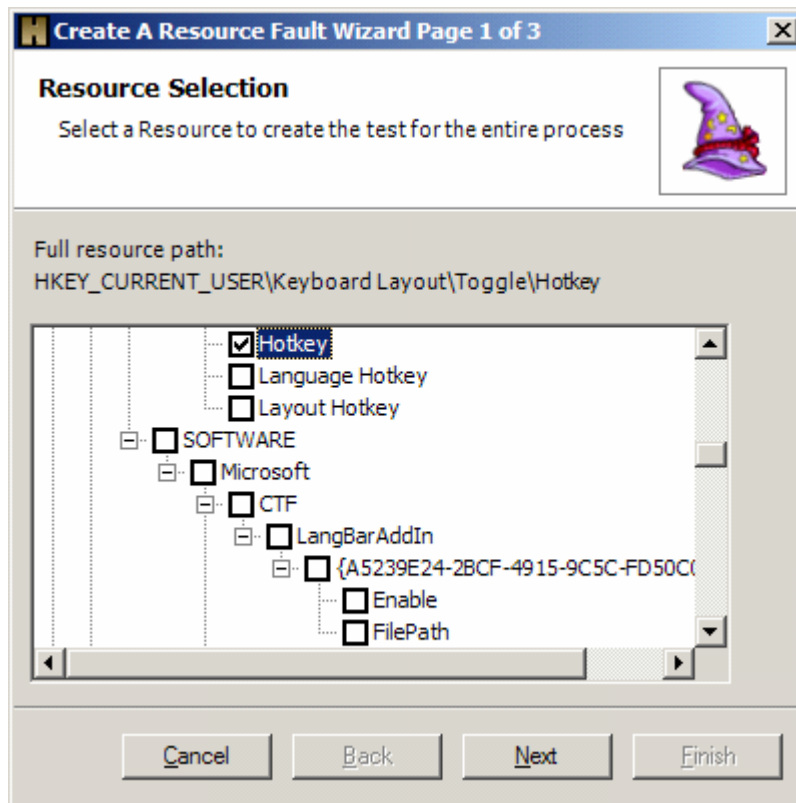 Create A Resource Fault Wizard Page 1 of 3
Resource Selection
Select a Resource to create the test for the entire process
Full resource path:
HKEY_CURRENT_USER\Keyboard Layout\Toggle\Hotkey
Hotkey
Language Hotkey
Layout Hotkey
SOFTWARE
Microsoft
CTF
LangBarAddIn
{A5239E24-2BCF-4915-9C5C-FD50C0
Enable
FilePath
Cancel
Back
Next
Finish